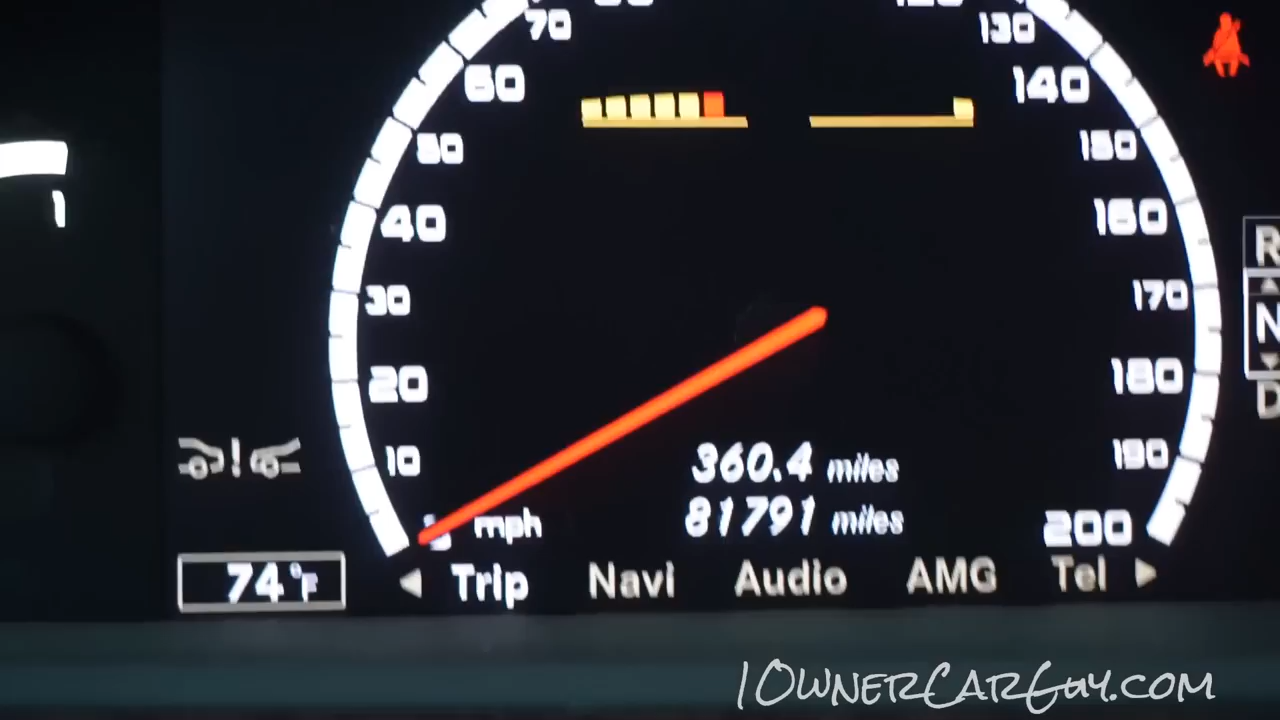 70
130
60
140
50
150
1
40
160
R
30
170
N
20
180
D
10
360.4 miles
190
mph
81791 miles
200
74°F
Trip Navi Audio AMG Tel
1OwnerCarGuy.com